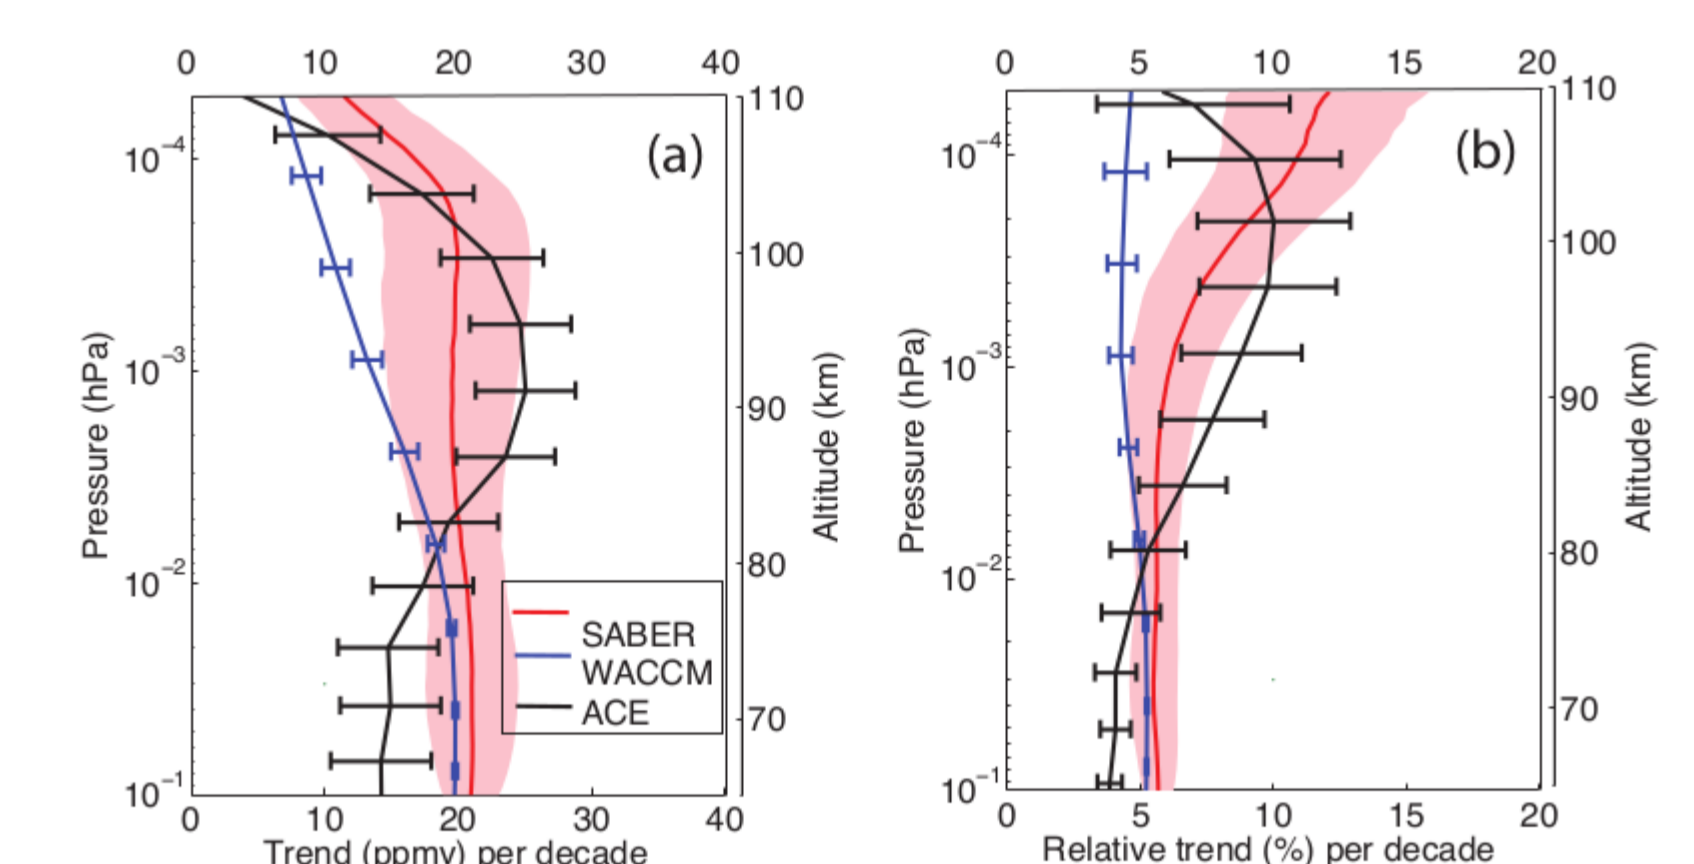 0 10 20 30 40
(a)
110
100
90
80
70
10⁻⁴
10⁻³
10⁻²
10⁻¹
Pressure (hPa)
Altitude (km)
SABER
WACCM
ACE
0 10 20 30 40
Trend (ppmv) per decade
0 5 10 15 20
(b)
110
100
90
80
70
10⁻⁴
10⁻³
10⁻²
10⁻¹
Pressure (hPa)
Altitude (km)
0 5 10 15 20
Relative trend (%) per decade